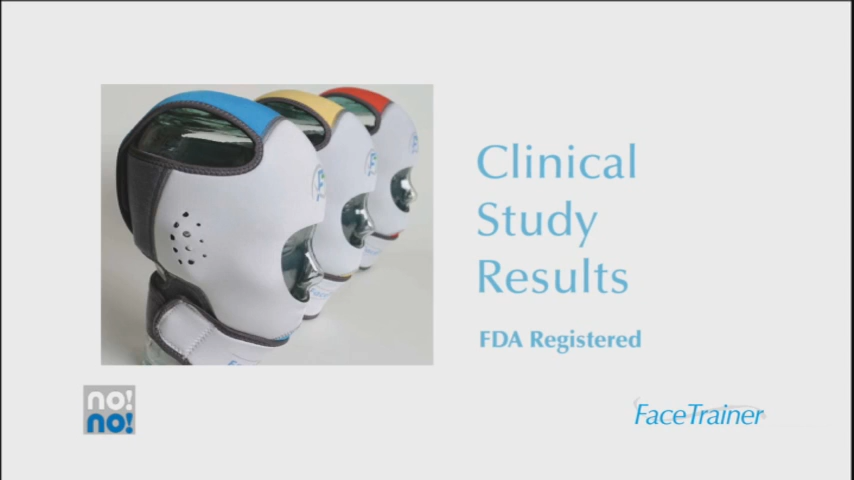 Clinical
Study
Results
FDA Registered
no!
no!
FaceTrainer